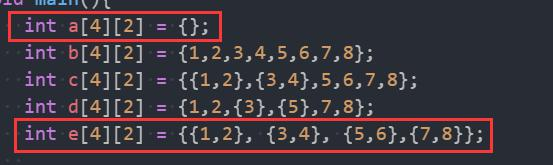 void main(){
int a[4][2] = {};
int b[4][2] = {1,2,3,4,5,6,7,8};
int c[4][2] = {{1,2},{3,4},5,6,7,8};
int d[4][2] = {1,2,{3},{5},7,8};
int e[4][2] = {{1,2}, {3,4}, {5,6},{7,8}};